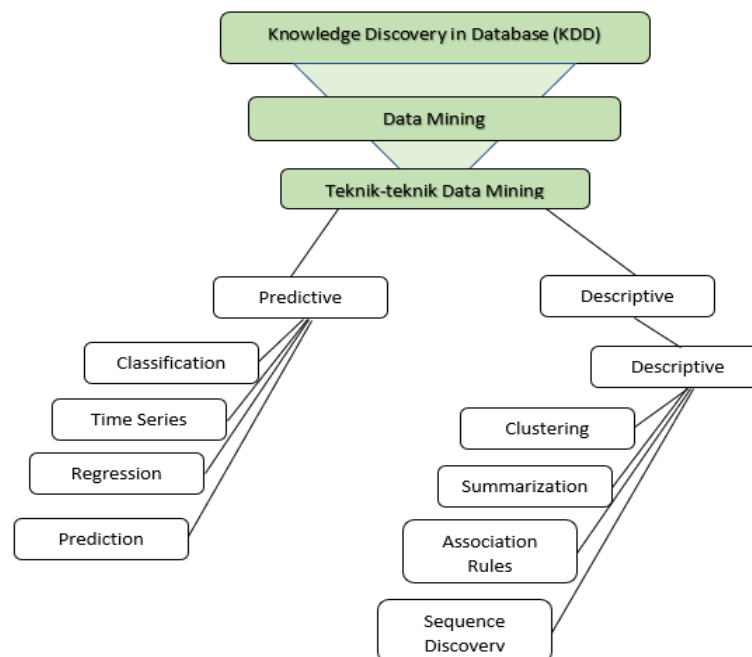 Knowledge Discovery in Database (KDD)
Data Mining
Teknik-teknik Data Mining
Predictive
Classification
Time Series
Regression
Prediction
Descriptive
Descriptive
Clustering
Summarization
Association
Rules
Sequence
Discovery